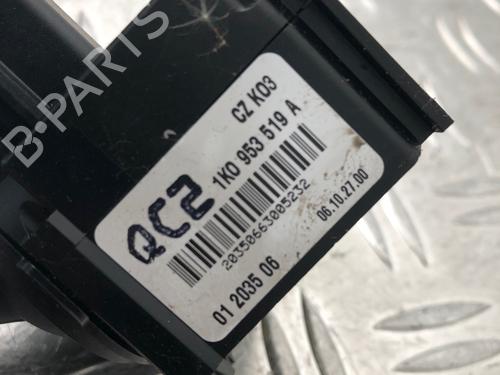 B-PARTS
CZ K03
1K0 953 519 A
QC2
20350663005232
06.10.27.00
01 2035 06